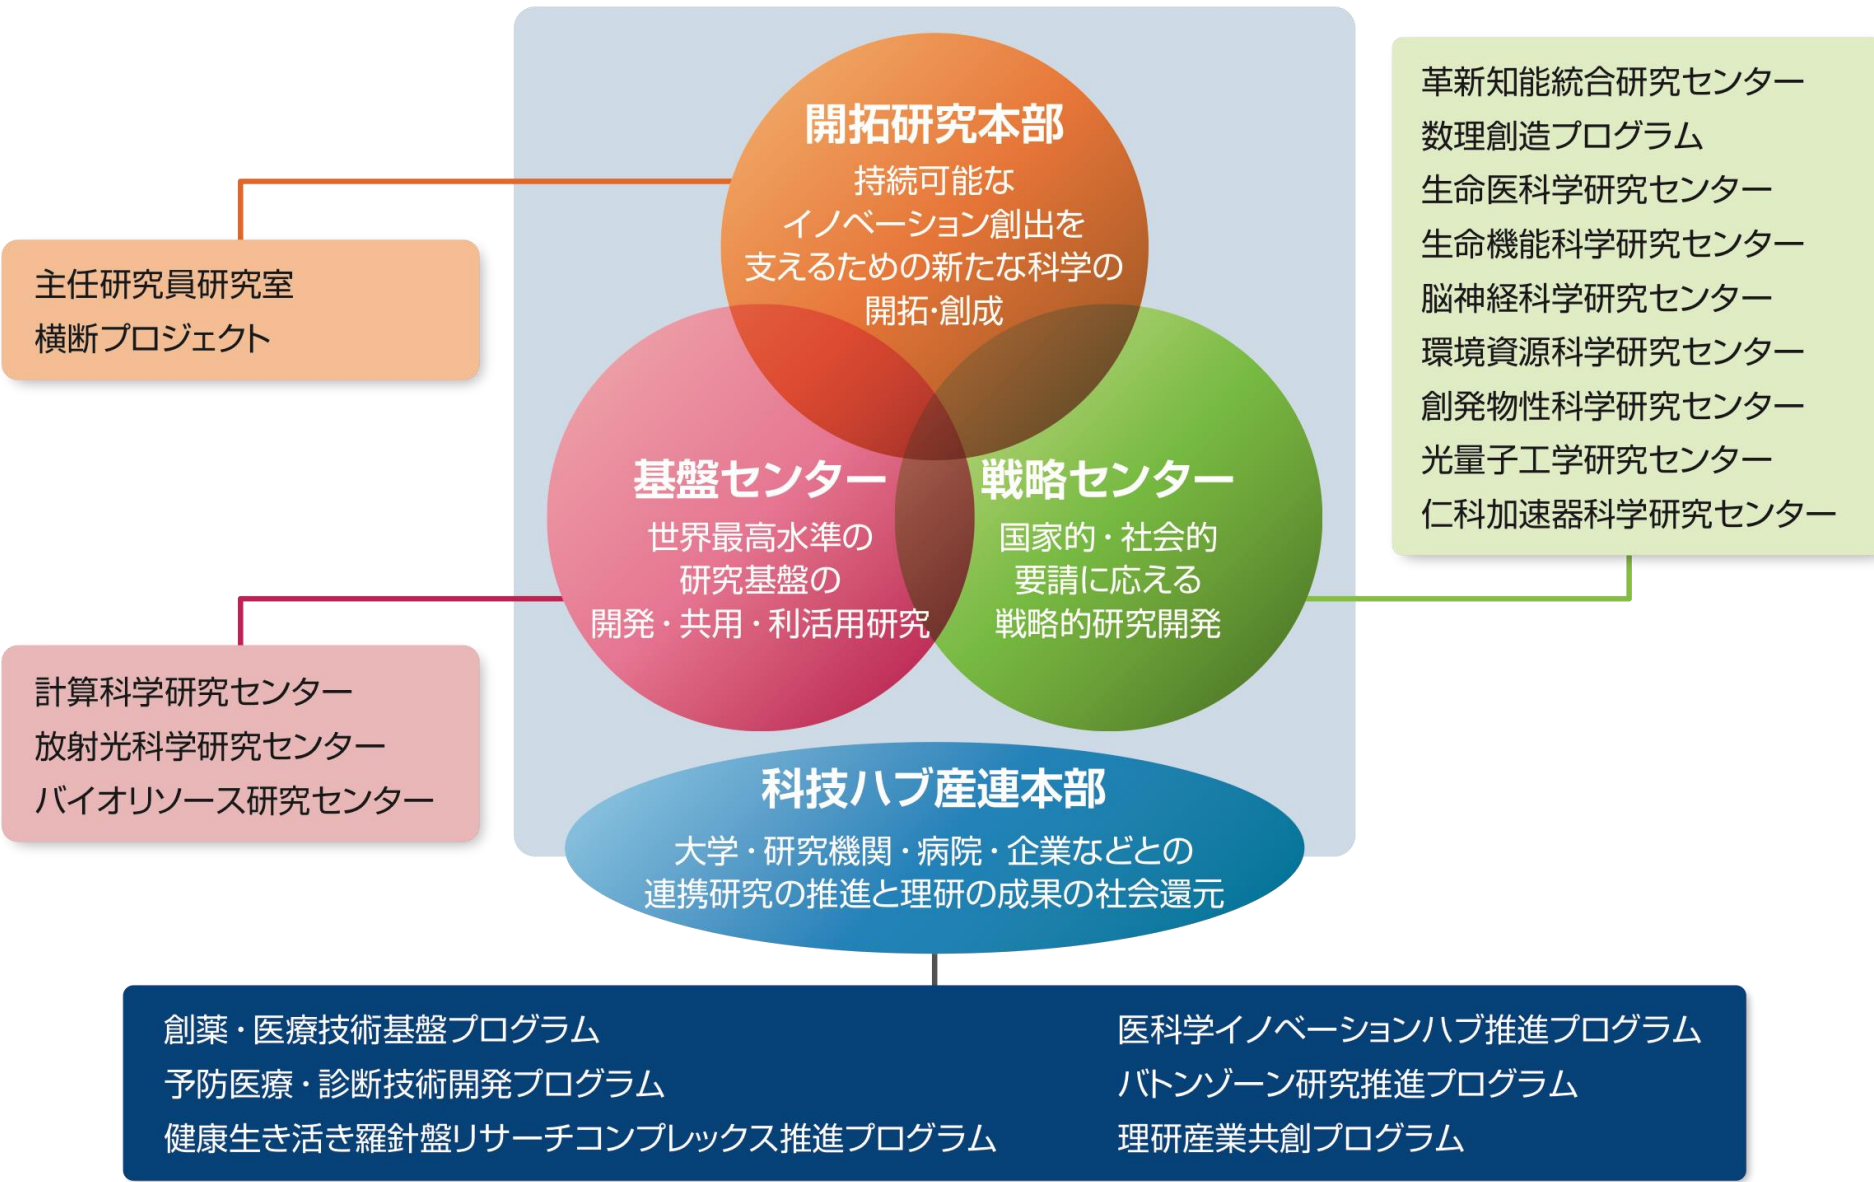 開拓研究本部
持続可能な
イノベーション創出を
支えるための新たな科学の
開拓・創成
主任研究員研究室
横断プロジェクト
基盤センター
世界最高水準の
研究基盤の
開発・共用・利活用研究
計算科学研究センター
放射光科学研究センター
バイオリソース研究センター
戦略センター
国家的・社会的
要請に応える
戦略的研究開発
革新知能統合研究センター
数理創造プログラム
生命医科学研究センター
生命機能科学研究センター
脳神経科学研究センター
環境資源科学研究センター
創発物性科学研究センター
光量子工学研究センター
仁科加速器科学研究センター
科技ハブ産連本部
大学・研究機関・病院・企業などとの
連携研究の推進と理研の成果の社会還元
創薬・医療技術基盤プログラム
予防医療・診断技術開発プログラム
健康生き活き羅針盤リサーチコンプレックス推進プログラム
医科学イノベーションハブ推進プログラム
バトンゾーン研究推進プログラム
理研産業共創プログラム